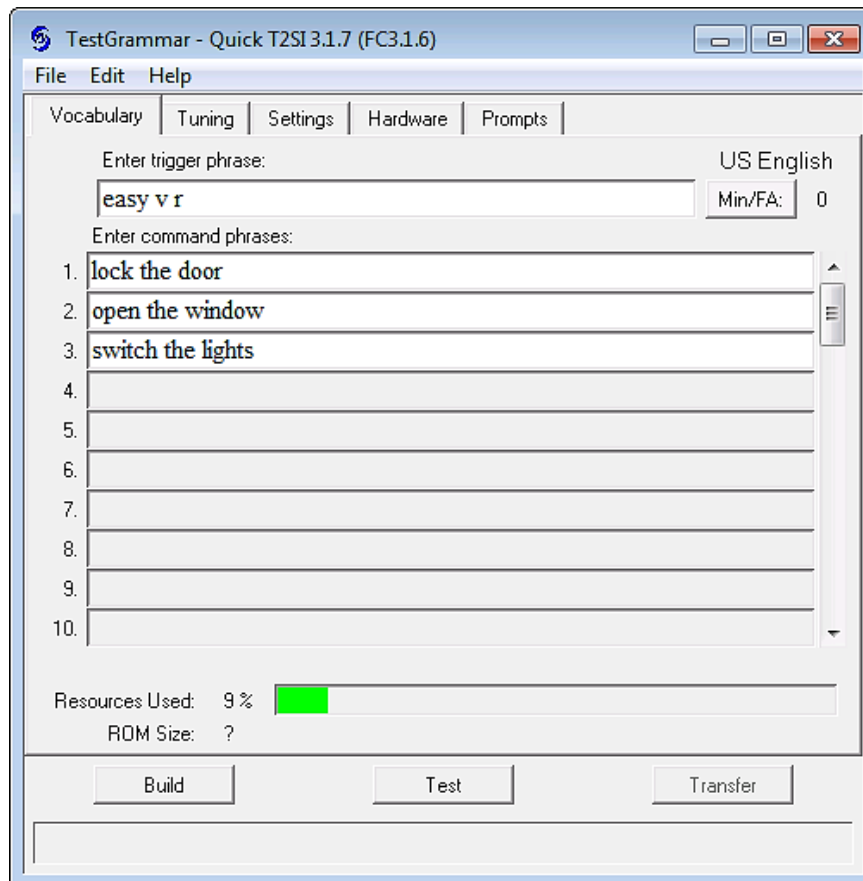 TestGrammar - Quick T2SI 3.1.7 (FC3.1.6)
File Edit Help
Vocabulary Tuning Settings Hardware Prompts
Enter trigger phrase: US English
easy v r Min/FA: 0
Enter command phrases:
1. lock the door
2. open the window
3. switch the lights
4.
5.
6.
7.
8.
9.
10.
Resources Used: 9 %
ROM Size: ?
Build Test Transfer